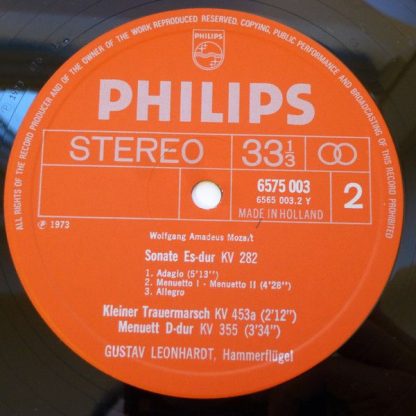 ALL RIGHTS OF THE RECORD PRODUCER AND OF THE OWNER OF THE WORK REPRODUCED RESERVED. COPYING, PUBLIC PERFORMANCE AND BROADCASTING OF THIS RECORD PROHIBITED
PHILIPS
PHILIPS
STEREO 33 1/3
6575 003
6565 003.2 Y
MADE IN HOLLAND
2
℗ 1973
Wolfgang Amadeus Mozart
Sonate Es-dur KV 282
1. Adagio (5'13")
2. Menuetto I - Menuetto II (4'28")
3. Allegro
Kleiner Trauermarsch KV 453a (2'12")
Menuett D-dur KV 355 (3'34")
GUSTAV LEONHARDT, Hammerflügel